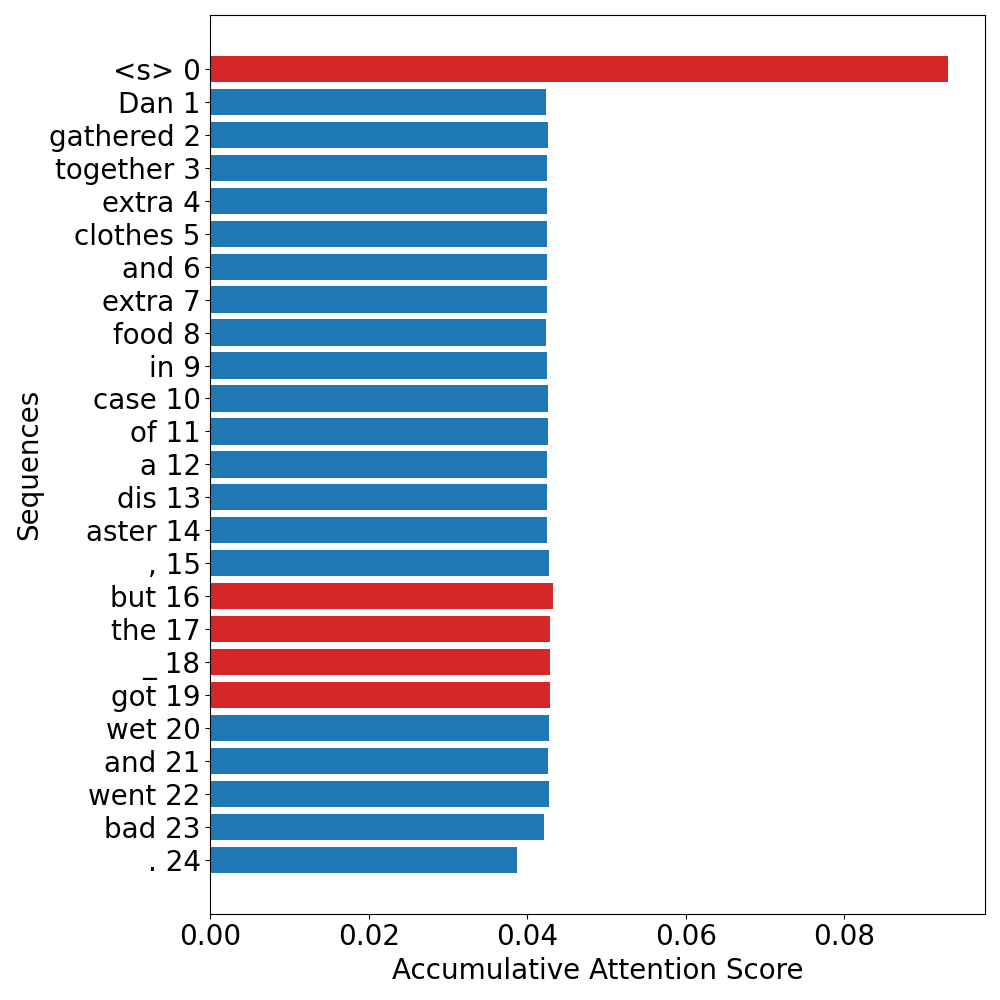 <s> 0
Dan 1
gathered 2
together 3
extra 4
clothes 5
and 6
extra 7
food 8
in 9
case 10
of 11
a 12
dis 13
aster 14
, 15
but 16
the 17
_ 18
got 19
wet 20
and 21
went 22
bad 23
. 24
Sequences
0.00 0.02 0.04 0.06 0.08
Accumulative Attention Score